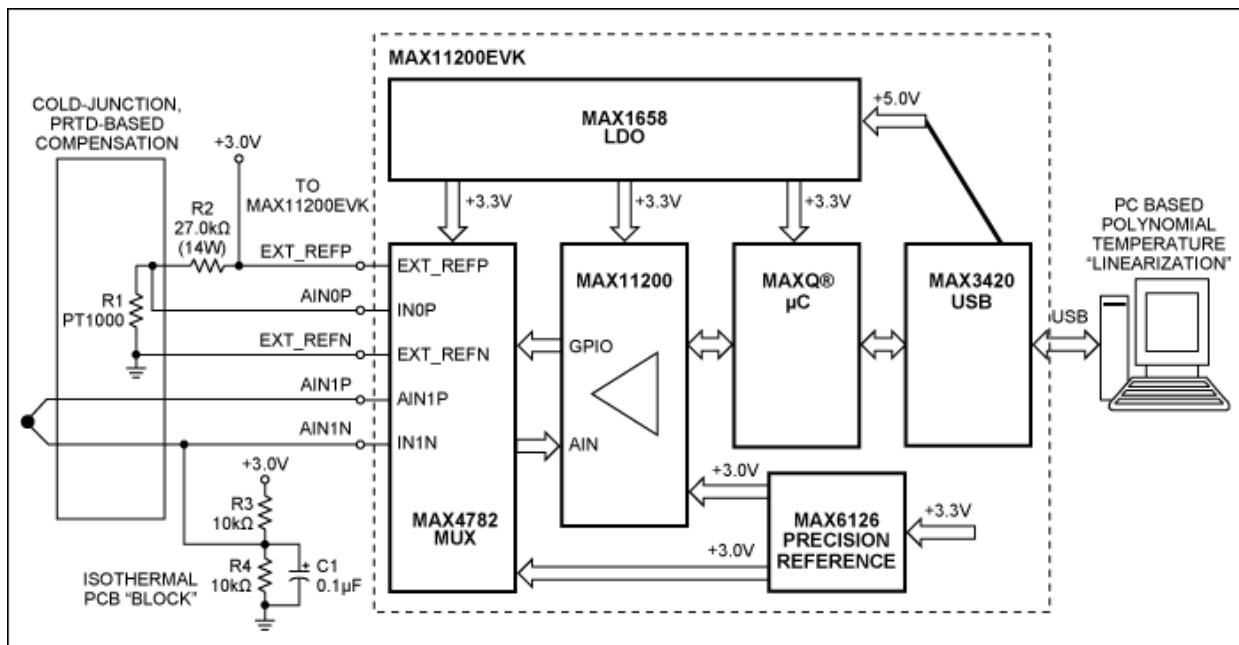 MAX11200EVK
COLD-JUNCTION,
PRTD-BASED
COMPENSATION
+3.0V
R2
27.0kΩ
(14W)
TO
MAX11200EVK
R1
PT1000
EXT_REFP
AIN0P
EXT_REFN
AIN1P
AIN1N
+3.0V
R3
10kΩ
R4
10kΩ
C1
0.1µF
ISOTHERMAL
PCB "BLOCK"
MAX1658
LDO
+5.0V
+3.3V
+3.3V
+3.3V
EXT_REFP
IN0P
EXT_REFN
AIN1P
IN1N
MAX4782
MUX
MAX11200
GPIO
AIN
MAXQ®
µC
MAX3420
USB
+3.0V
+3.0V
MAX6126
PRECISION
REFERENCE
+3.3V
USB
PC BASED
POLYNOMIAL
TEMPERATURE
"LINEARIZATION"